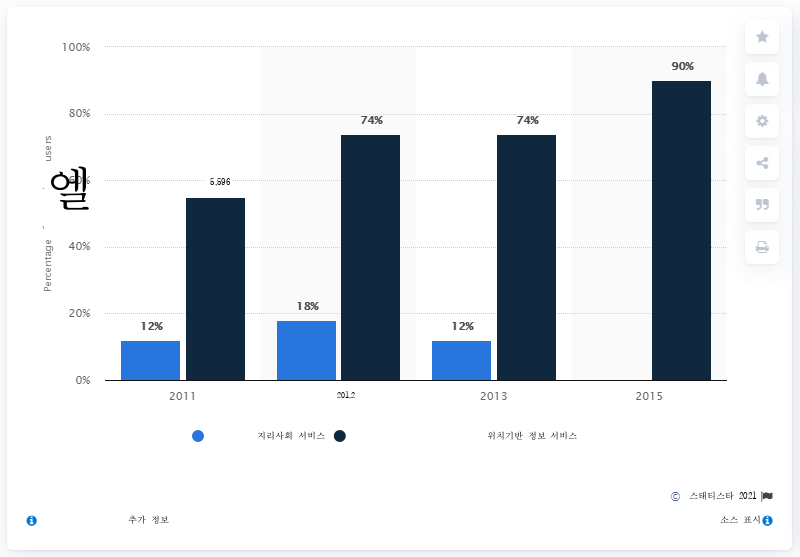 100%
80%
60%
40%
20%
0%
Percentage
엘
users
12%
5,596
18%
74%
12%
74%
90%
2011
2012
2013
2015
지리사회 서비스
위치기반 정보 서비스
© 스태티스타 2021
추가 정보
소스 표시